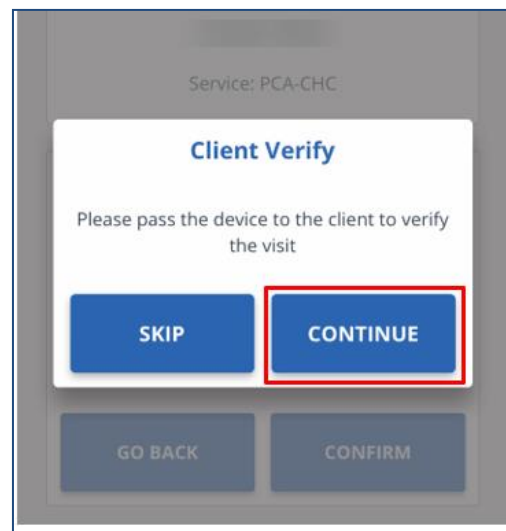 Service: PCA-CHC
Client Verify
Please pass the device to the client to verify
the visit
SKIP
CONTINUE
GO BACK
CONFIRM